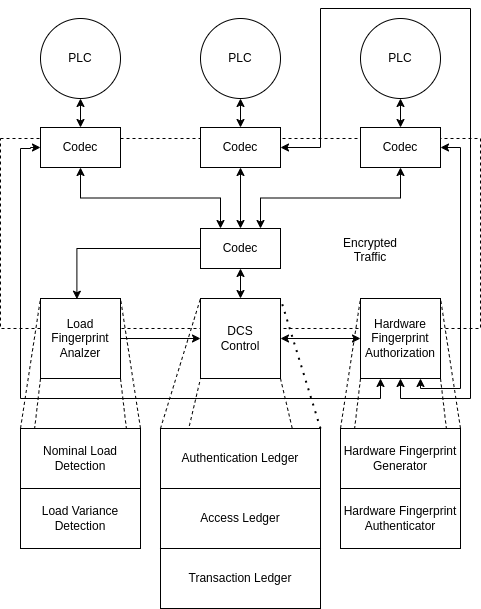 PLC
PLC
PLC
Codec
Codec
Codec
Codec
Encrypted
Traffic
Load
Fingerprint
Analzer
DCS
Control
Hardware
Fingerprint
Authorization
Nominal Load
Detection
Load Variance
Detection
Authentication Ledger
Access Ledger
Transaction Ledger
Hardware Fingerprint
Generator
Hardware Fingerprint
Authenticator